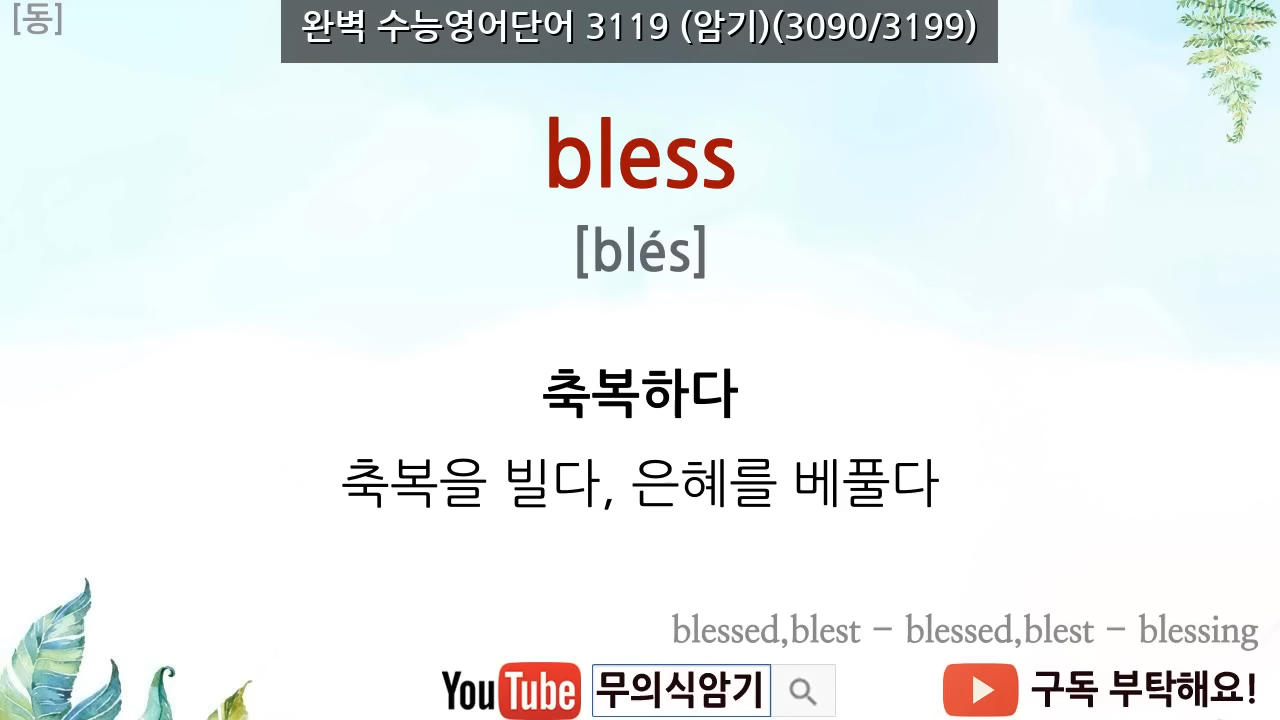 [동]
완벽 수능영어단어 3119 (암기)(3090/3199)
bless
[blés]
축복하다
축복을 빌다, 은혜를 베풀다
blessed,blest - blessed,blest - blessing
YouTube 무의식암기 구독 부탁해요!